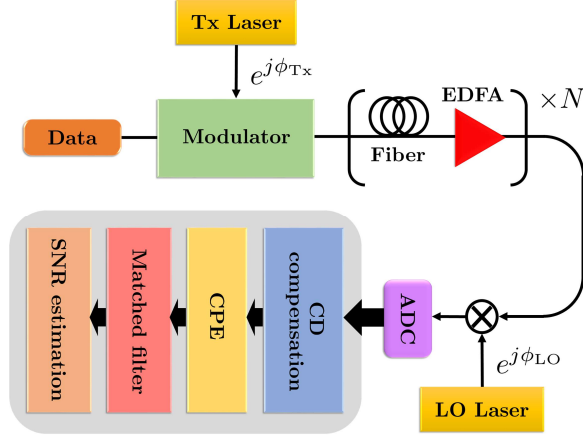 Tx Laser
e^{jϕ_Tx}
EDFA
×N
Data
Modulator
Fiber
SNR estimation
Matched filter
CPE
CD
compensation
ADC
e^{jϕ_LO}
LO Laser